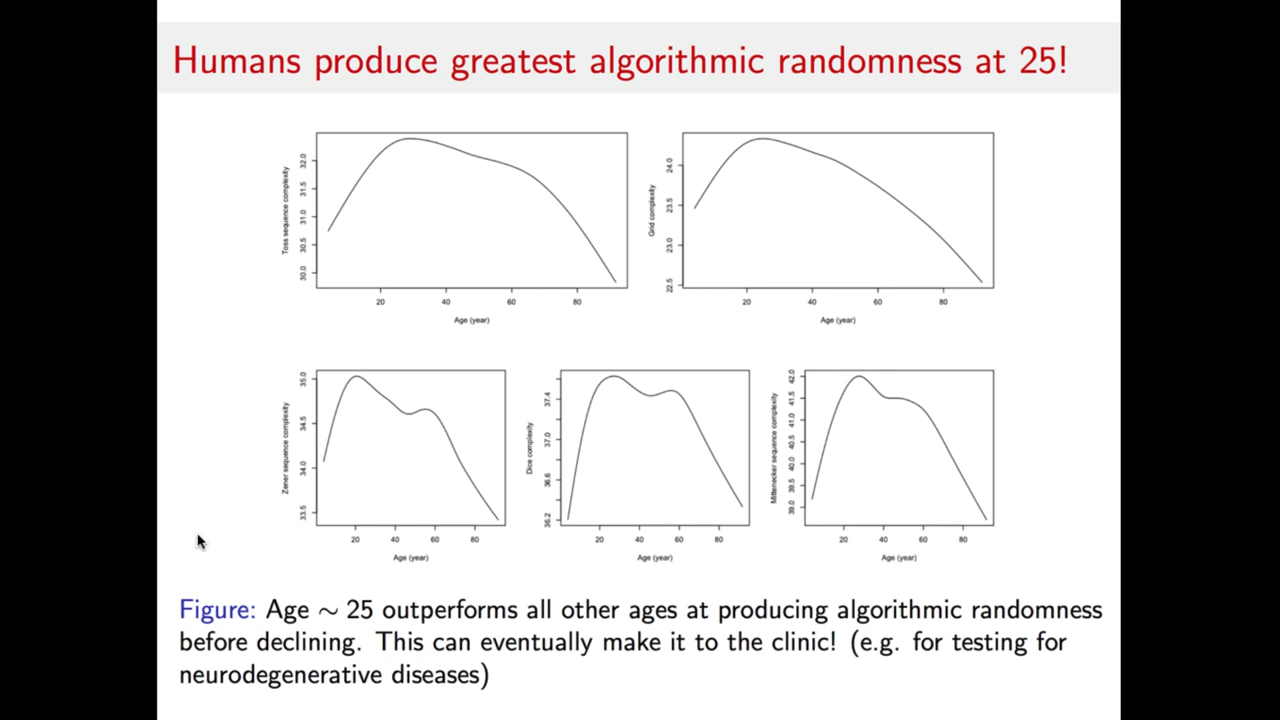 Humans produce greatest algorithmic randomness at 25!
Toss sequence complexity
32.0
31.5
31.0
30.5
30.0
20 40 60 80
Age (year)
Grid complexity
24.0
23.5
23.0
22.5
20 40 60 80
Age (year)
Zener sequence complexity
35.0
34.5
34.0
33.5
20 40 60 80
Age (year)
Dice complexity
37.4
37.0
36.6
36.2
20 40 60 80
Age (year)
Mittenecker sequence complexity
42.0
41.5
41.0
40.5
40.0
39.5
39.0
20 40 60 80
Age (year)
Figure: Age ∼ 25 outperforms all other ages at producing algorithmic randomness
before declining. This can eventually make it to the clinic! (e.g. for testing for
neurodegenerative diseases)